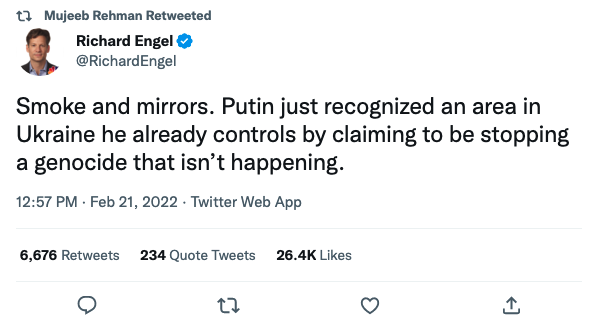 Mujeeb Rehman Retweeted
Richard Engel
@RichardEngel
Smoke and mirrors. Putin just recognized an area in
Ukraine he already controls by claiming to be stopping
a genocide that isn’t happening.
12:57 PM · Feb 21, 2022 · Twitter Web App
6,676 Retweets 234 Quote Tweets 26.4K Likes